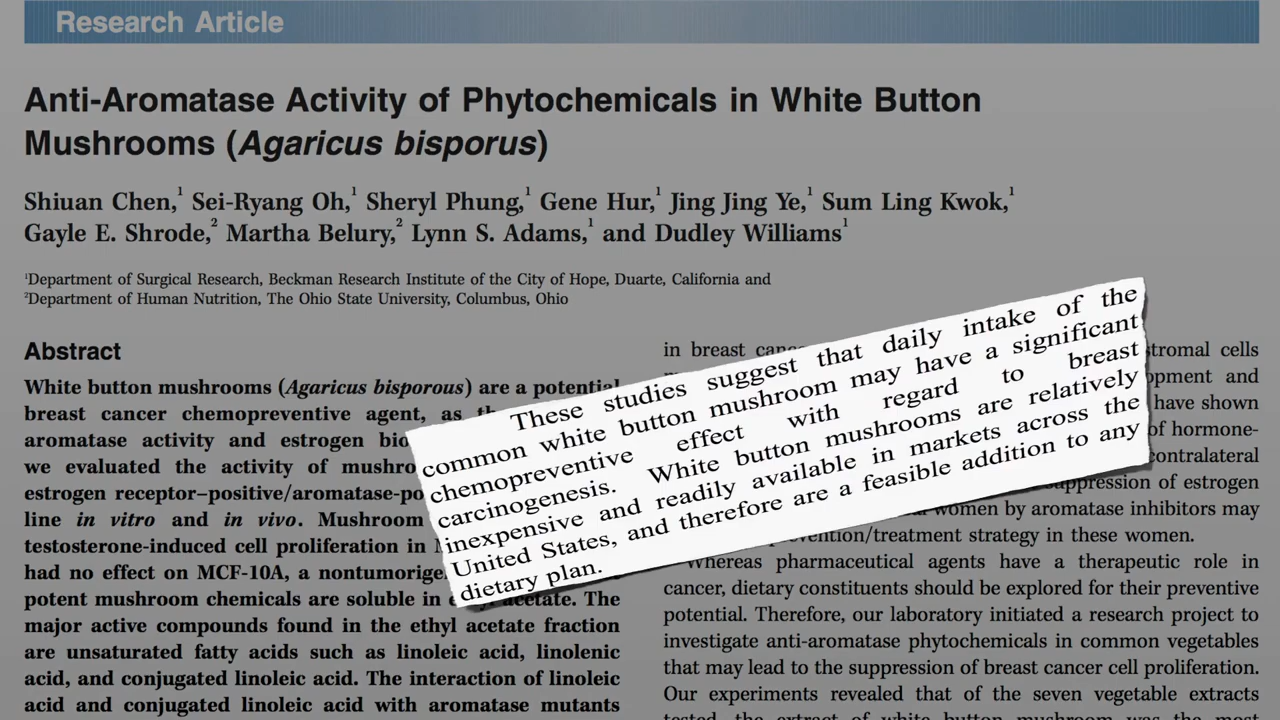 Research Article
Anti-Aromatase Activity of Phytochemicals in White Button
Mushrooms (Agaricus bisporus)
Shiuan Chen,1 Sei-Ryang Oh,1 Sheryl Phung,1 Gene Hur,1 Jing Jing Ye,1 Sum Ling Kwok,1
Gayle E. Shrode,2 Martha Belury,2 Lynn S. Adams,1 and Dudley Williams1
1Department of Surgical Research, Beckman Research Institute of the City of Hope, Duarte, California and
2Department of Human Nutrition, The Ohio State University, Columbus, Ohio
Abstract
White button mushrooms (Agaricus bisporous) are a potential
breast cancer chemopreventive agent, as
aromatase activity and estrogen
we evaluated the activity of
estrogen receptor–positive/
line in vitro and in vivo. Mushroom
testosterone-induced cell proliferation in
had no effect on MCF-10A, a
potent mushroom chemicals are soluble in acetate. The
major active compounds found in the ethyl acetate fraction
are unsaturated fatty acids such as linoleic acid, linolenic
acid, and conjugated linoleic acid. The interaction of linoleic
acid and conjugated linoleic acid with aromatase mutants
These studies suggest that daily intake of the
common white button mushroom may have a significant
chemopreventive effect with regard to breast
carcinogenesis. White button mushrooms are relatively
inexpensive and readily available in markets across the
United States, and therefore are a feasible addition to any
dietary plan.
in breast stromal cells
and
have shown
of hormone-
contralateral
of estrogen
women by aromatase inhibitors may
prevention/treatment strategy in these women.
Whereas pharmaceutical agents have a therapeutic role in
cancer, dietary constituents should be explored for their preventive
potential. Therefore, our laboratory initiated a research project to
investigate anti-aromatase phytochemicals in common vegetables
that may lead to the suppression of breast cancer cell proliferation.
Our experiments revealed that of the seven vegetable extracts
tested, the extract of white button mushroom was the most